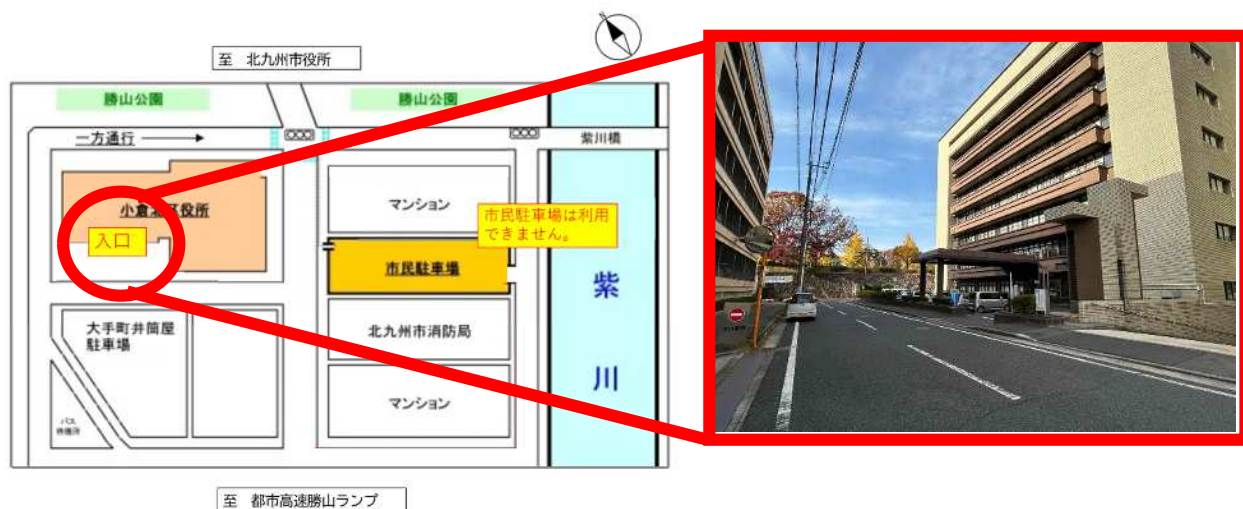 至 北九州市役所
勝山公園
勝山公園
一方通行
紫川橋
小倉北区役所
入口
マンション
市民駐車場は利用
できません。
市民駐車場
紫川
大手町井筒屋
駐車場
北九州市消防局
マンション
バス
待機所
至 都市高速勝山ランプ